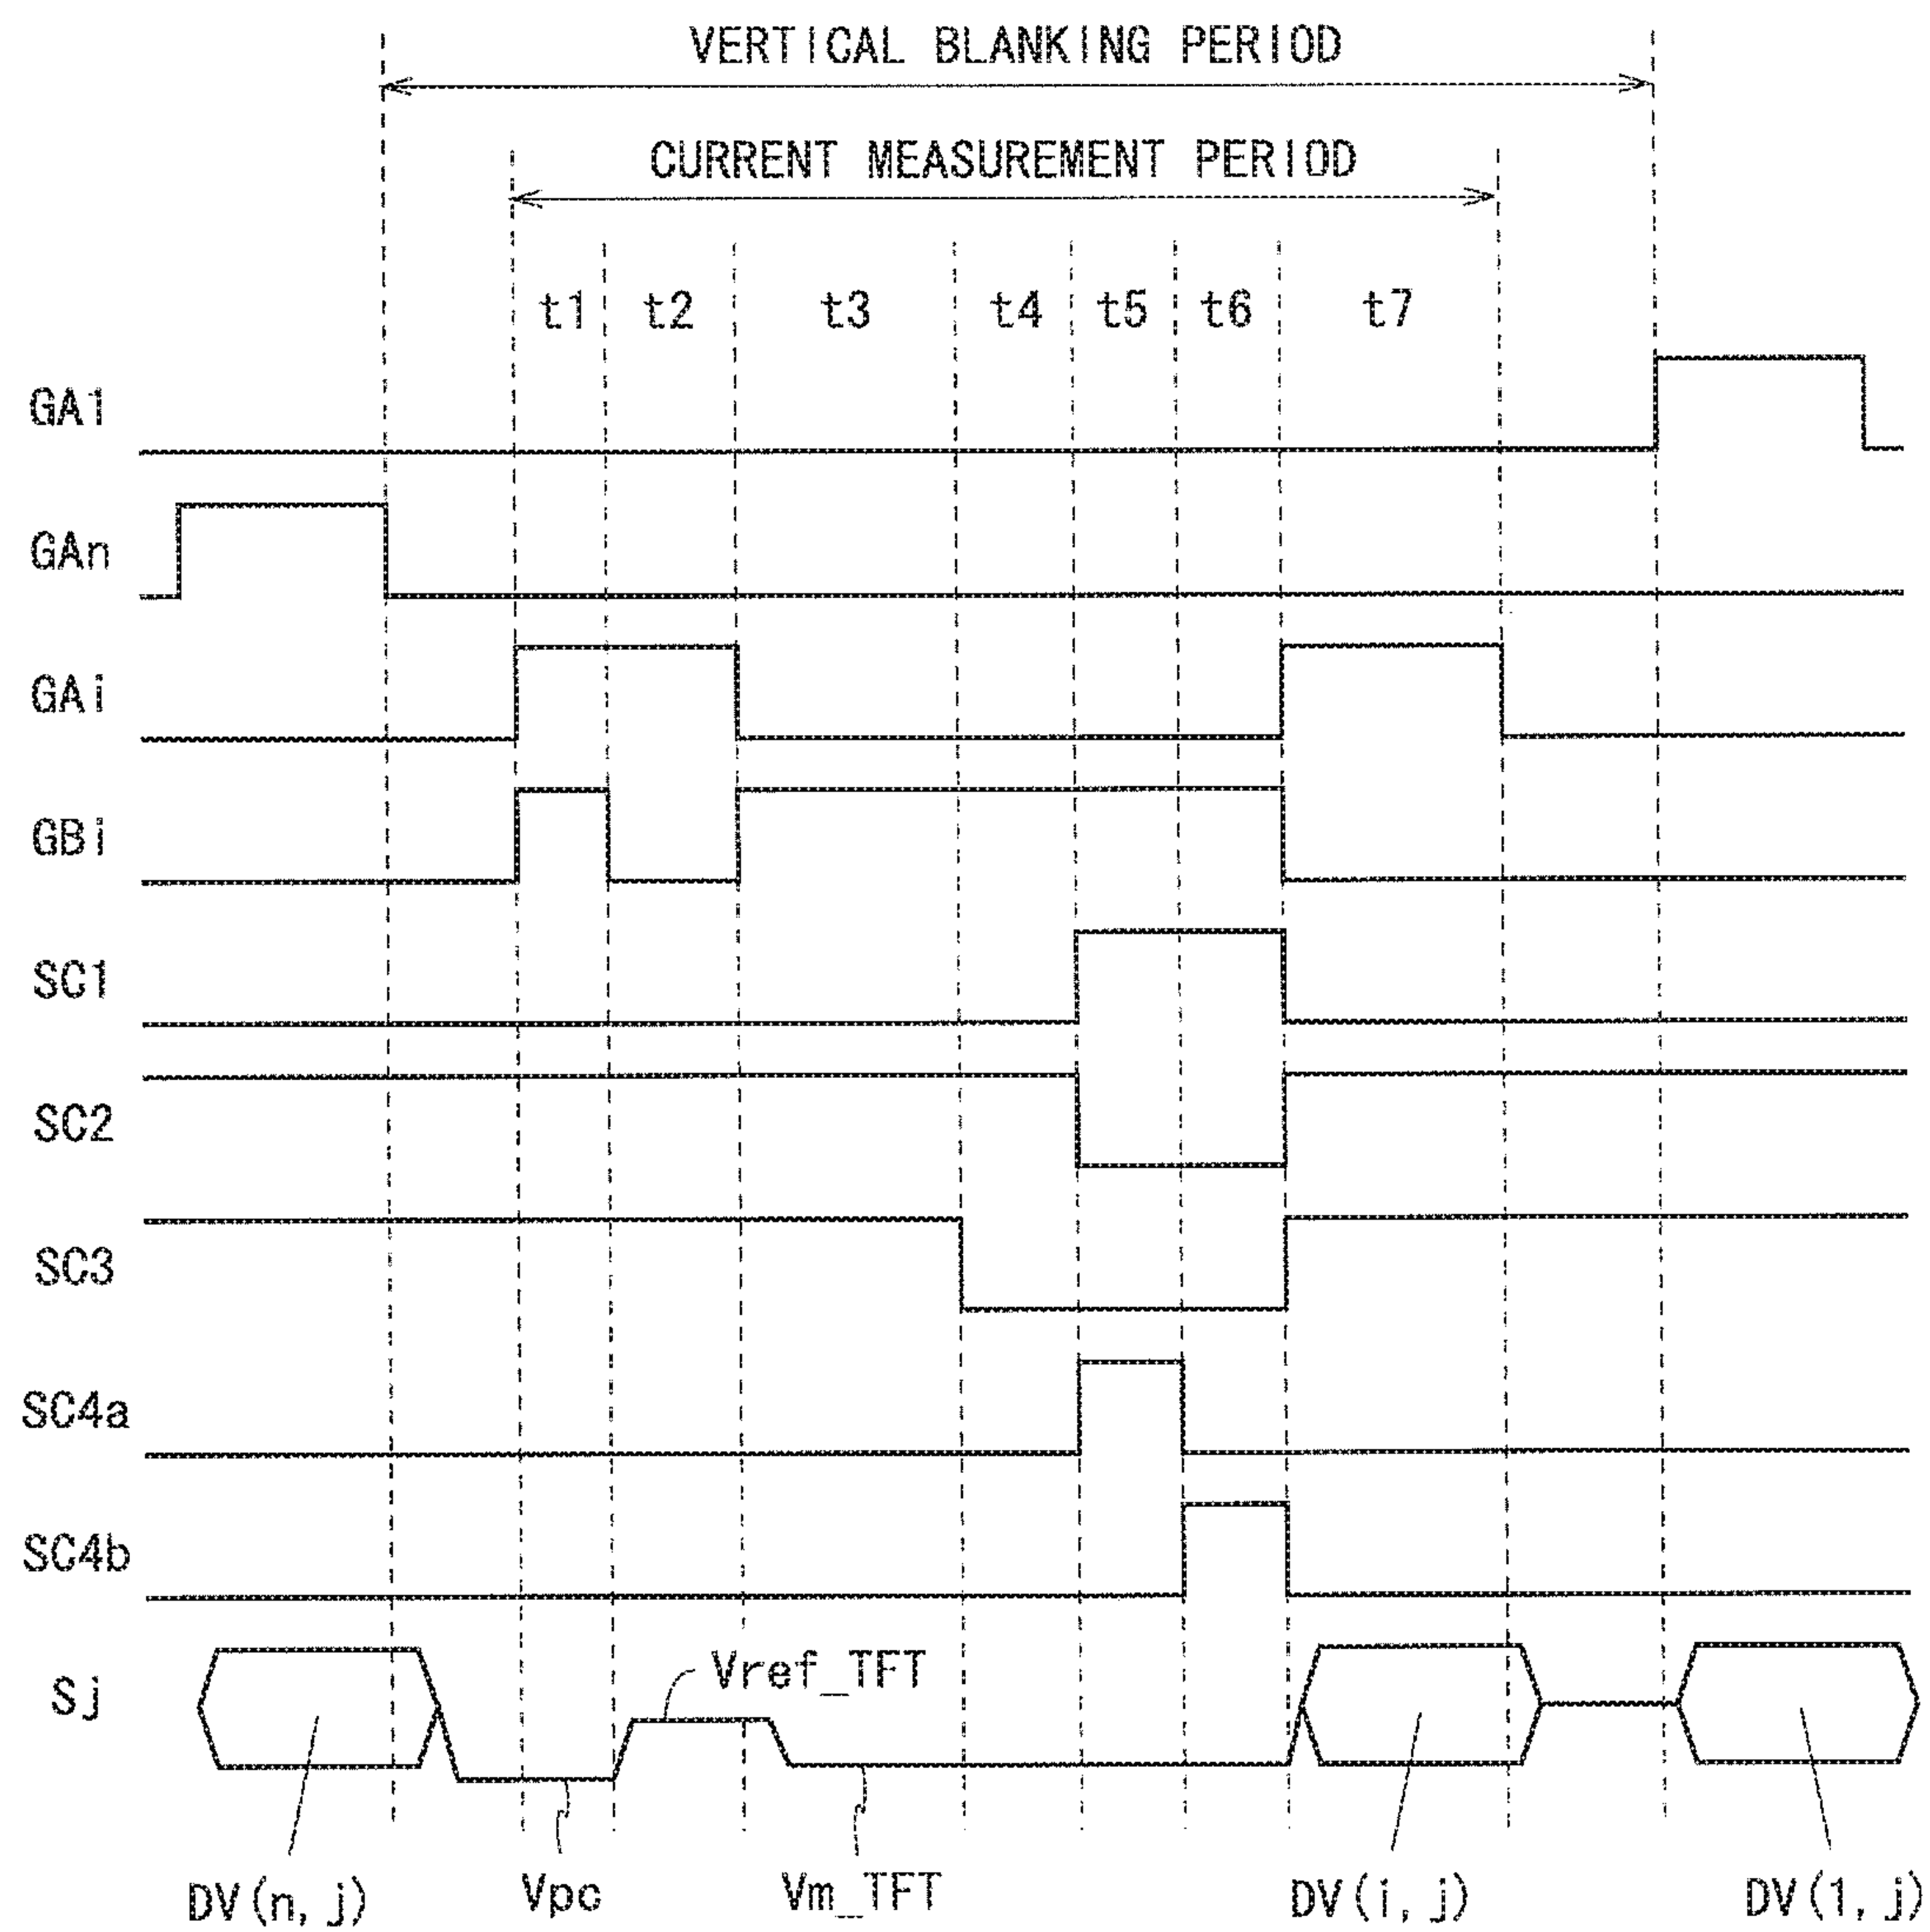 VERTICAL BLANKING PERIOD
CURRENT MEASUREMENT PERIOD
t1 t2 t3 t4 t5 t6 t7
GA1
GAn
GAi
GBi
SC1
SC2
SC3
SC4a
SC4b
Sj
Vref_TFT
DV(n, j) Vpc Vm_TFT DV(i, j) DV(1, j)